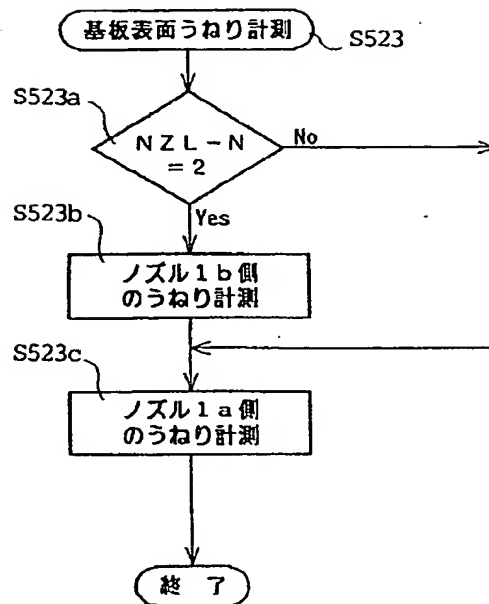 基板表面うねり計測
S523
S523a
NZL-N
=2
No
Yes
S523b
ノズル1b側
のうねり計測
S523c
ノズル1a側
のうねり計測
終了